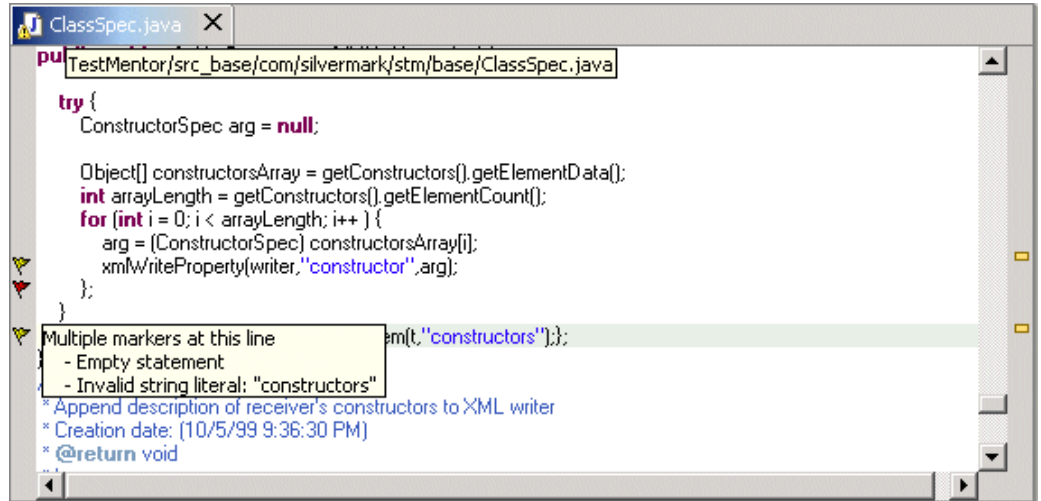 ClassSpec.java
pu
TestMentor/src_base/com/silvermark/stm/base/ClassSpec.java
try {
ConstructorSpec arg = null;
Object[] constructorsArray = getConstructors().getElementData();
int arrayLength = getConstructors().getElementCount();
for (int i = 0; i < arrayLength; i++ ) {
arg = (ConstructorSpec) constructorsArray[i];
xmlWriteProperty(writer,"constructor",arg);
};
}
em(t,"constructors");};
Multiple markers at this line
- Empty statement
- Invalid string literal: "constructors"
* Append description of receiver's constructors to XML writer
* Creation date: (10/5/99 9:36:30 PM)
* @return void